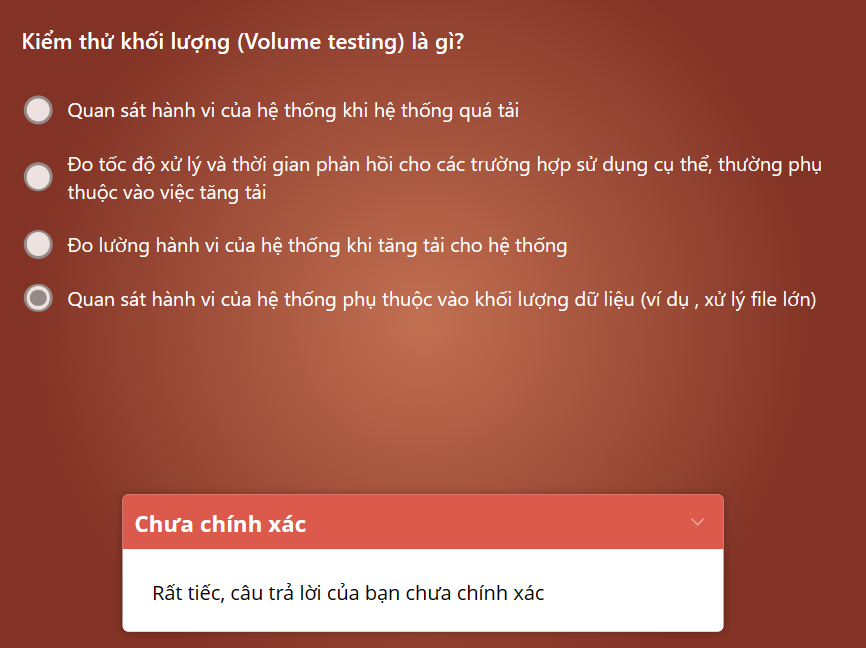 Kiểm thử khối lượng (Volume testing) là gì?
Quan sát hành vi của hệ thống khi hệ thống quá tải
Đo tốc độ xử lý và thời gian phản hồi cho các trường hợp sử dụng cụ thể, thường phụ
thuộc vào việc tăng tải
Đo lường hành vi của hệ thống khi tăng tải cho hệ thống
Quan sát hành vi của hệ thống phụ thuộc vào khối lượng dữ liệu (ví dụ , xử lý file lớn)
Chưa chính xác
Rất tiếc, câu trả lời của bạn chưa chính xác